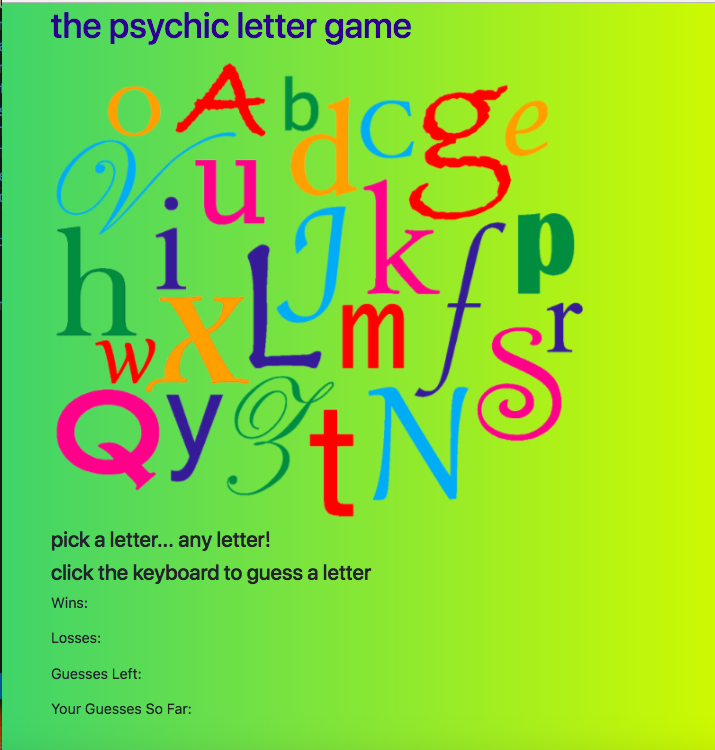 the psychic letter game
o A b d c g e
V u i J k f p
h w x L m r
Q y Z t N S
pick a letter... any letter!
click the keyboard to guess a letter
Wins:
Losses:
Guesses Left:
Your Guesses So Far: